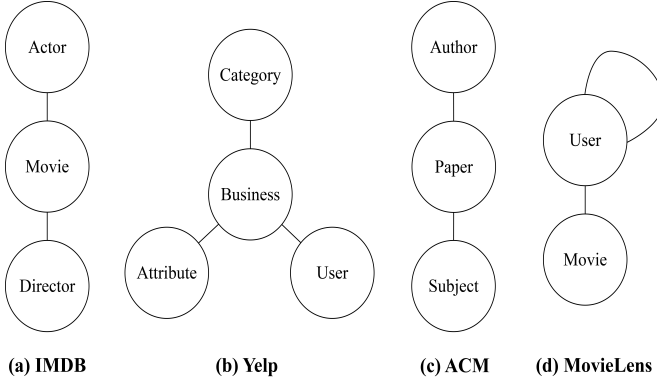 Actor
Movie
Director
(a) IMDB
Category
Business
Attribute
User
(b) Yelp
Author
Paper
Subject
(c) ACM
User
Movie
(d) MovieLens